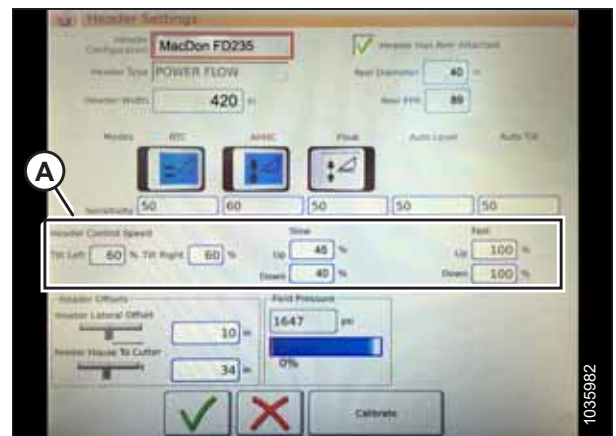 Header Settings
Header Configuration
MacDon FD235
Header Has Reel Attached
Header Type
POWER FLOW
Reel Diameter
40
in
Header Width
420
in
Reel PPR
89
Modes
RTC
AHHC
Float
Auto Level
Auto Tilt
A
Sensitivity
50
60
50
50
50
Header Control Speed
Tilt Left 60 % Tilt Right 60 %
Slow
Up
%
Down 40 %
Fast
Up 100 %
Down 100 %
Header Offsets
Header Lateral Offset
10 in
Feeder House To Cutter
34 in
Field Pressure
1647 psi
0%
Calibrate
1035982